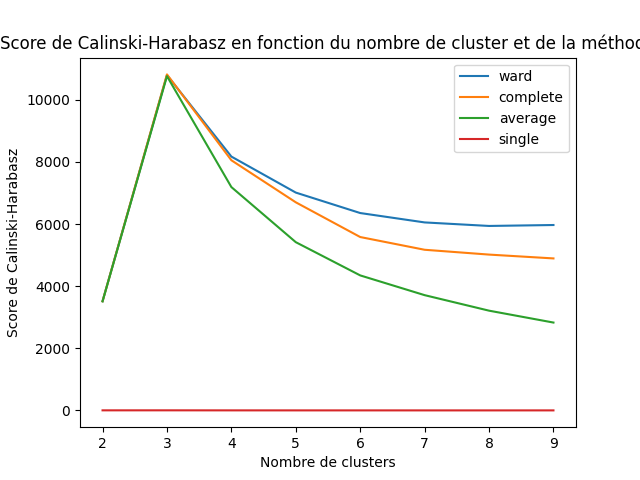 Score de Calinski-Harabasz en fonction du nombre de cluster et de la méthod
ward
complete
average
single
10000
8000
6000
4000
2000
0
Score de Calinski-Harabasz
2 3 4 5 6 7 8 9
Nombre de clusters